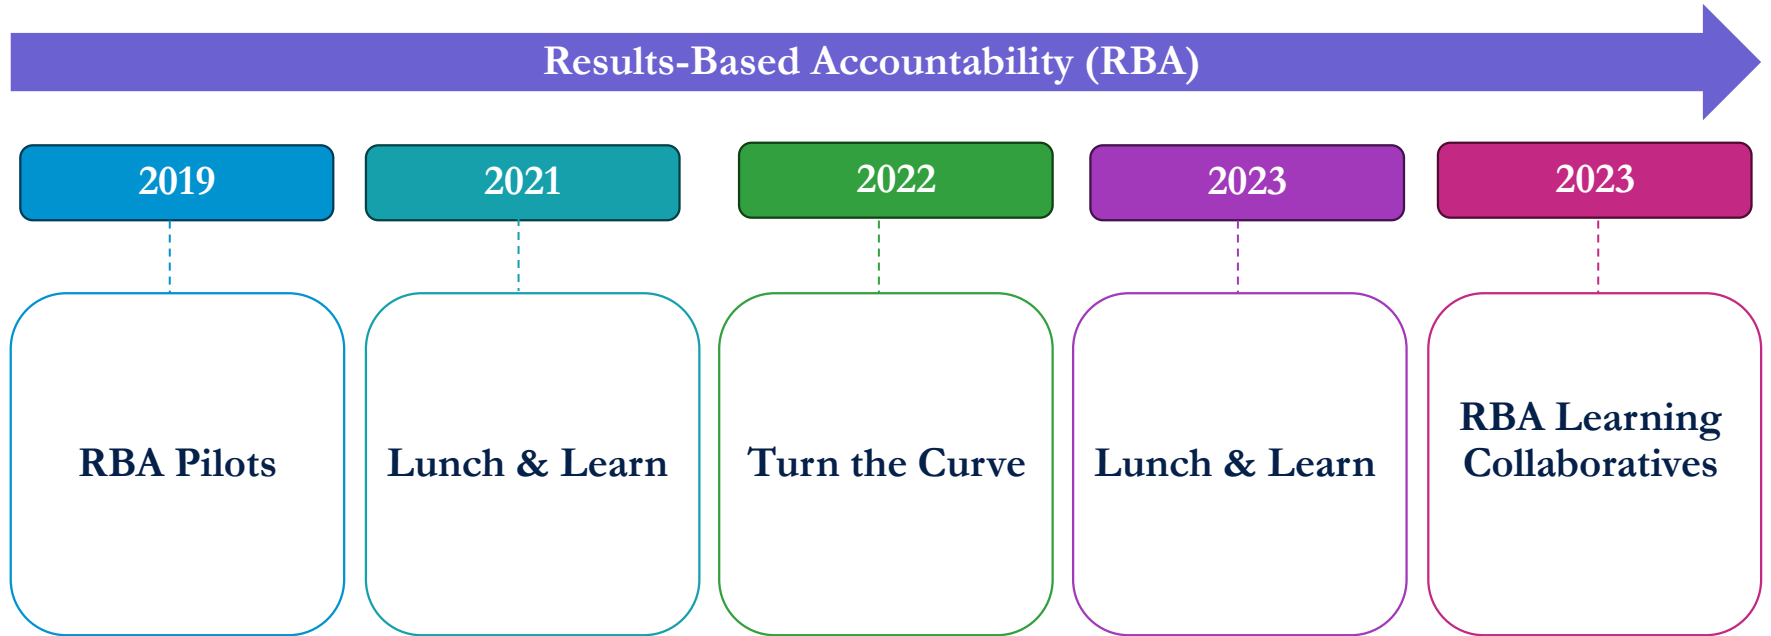 Results-Based Accountability (RBA)
2019
2021
2022
2023
2023
RBA Pilots
Lunch & Learn
Turn the Curve
Lunch & Learn
RBA Learning
Collaboratives